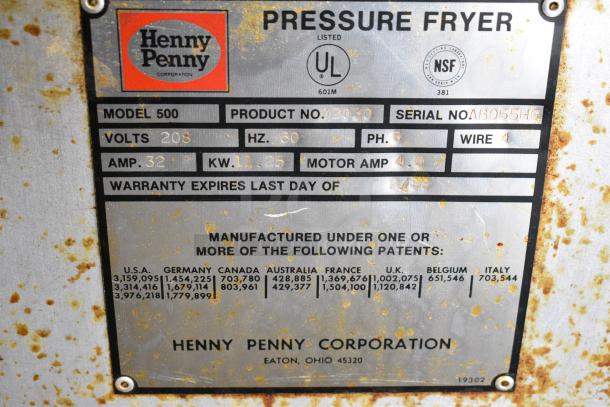 Henny
Penny
CORPORATION
PRESSURE FRYER
LISTED
UL
601M
NSF
381
MODEL 500 PRODUCT NO. SERIAL NO.
VOLTS 208 HZ. 60 PH. WIRE 4
AMP. 32 KW. 11.25 MOTOR AMP
WARRANTY EXPIRES LAST DAY OF
MANUFACTURED UNDER ONE OR
MORE OF THE FOLLOWING PATENTS:
U.S.A. GERMANY CANADA AUSTRALIA FRANCE U.K. BELGIUM ITALY
3,159,095 1,454,225 703,780 428,885 1,369,676 1,002,075 651,546 703,544
3,314,416 1,679,114 803,961 429,377 1,504,100 1,120,842
3,976,218 1,779,899
HENNY PENNY CORPORATION
EATON, OHIO 45320
19302